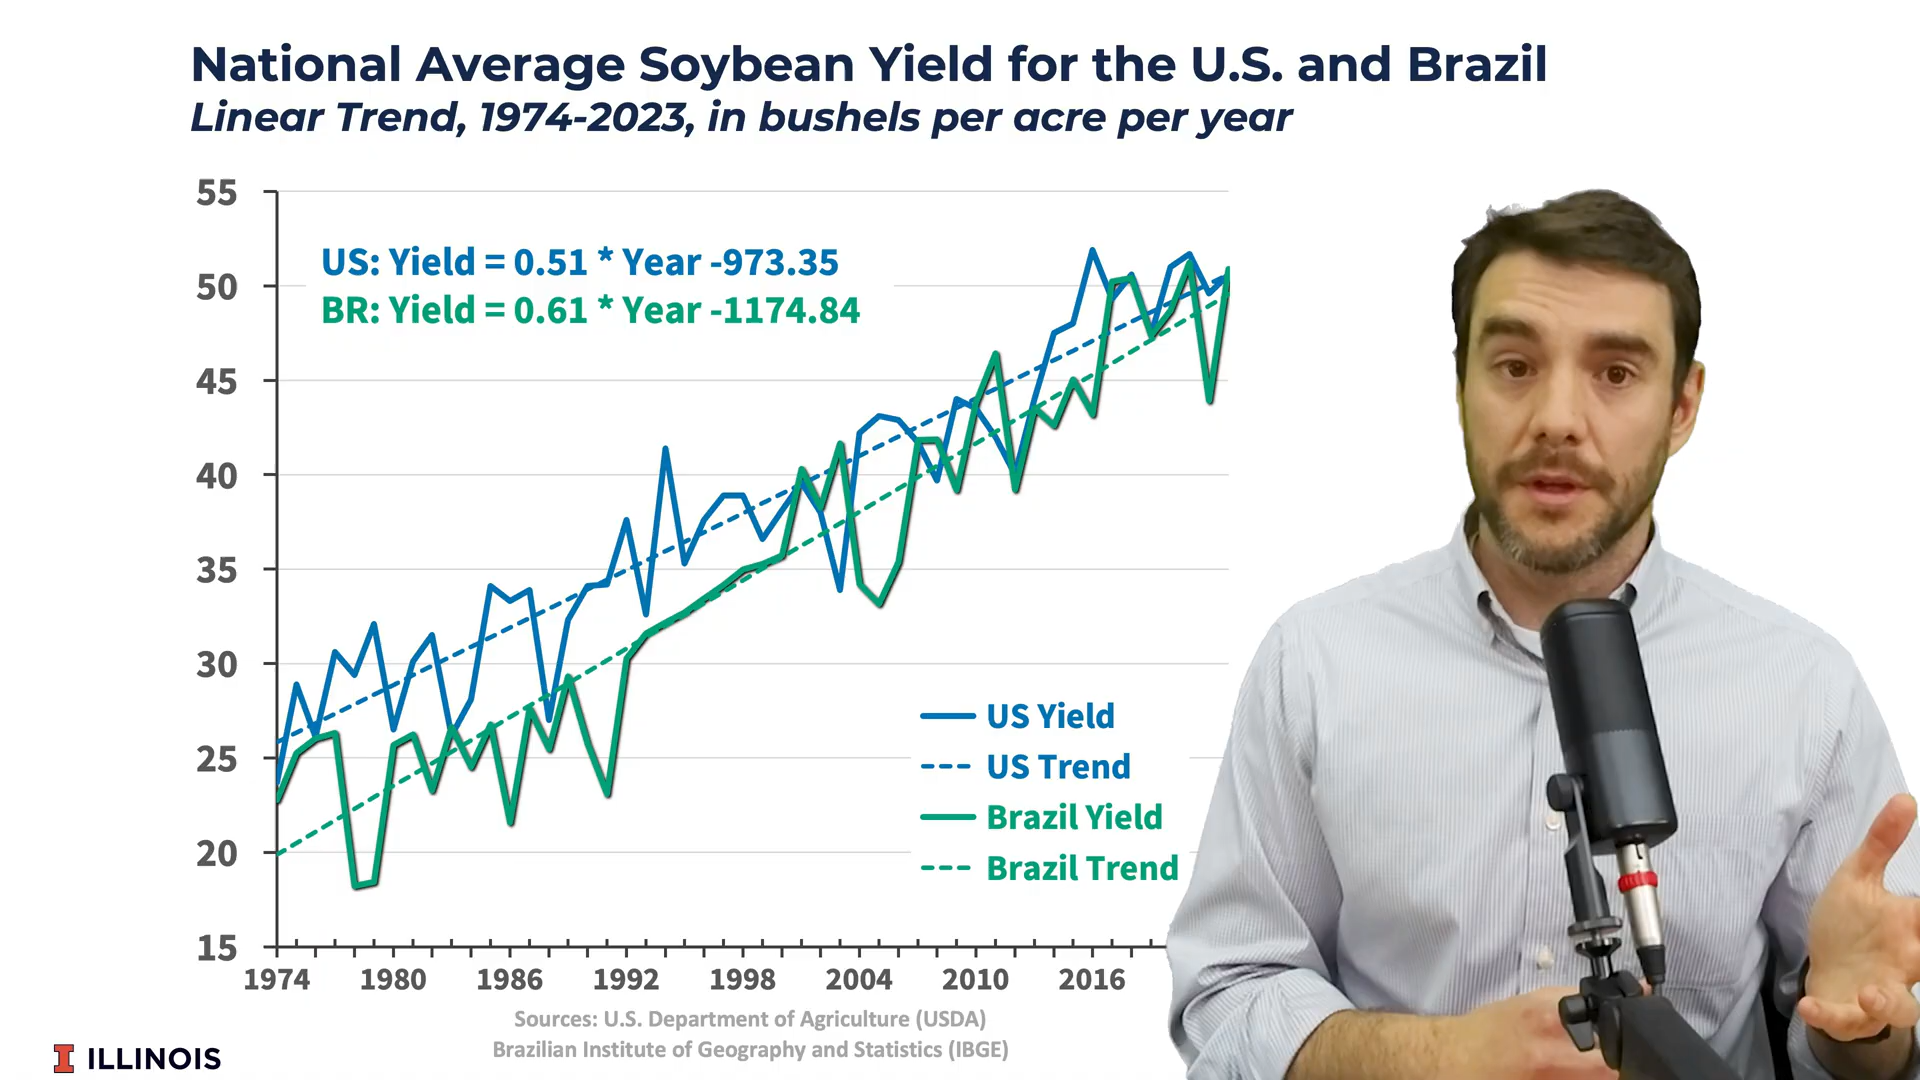 National Average Soybean Yield for the U.S. and Brazil
Linear Trend, 1974-2023, in bushels per acre per year
55
50
45
40
35
30
25
20
15
US: Yield = 0.51 * Year -973.35
BR: Yield = 0.61 * Year -1174.84
US Yield
US Trend
Brazil Yield
Brazil Trend
1974 1980 1986 1992 1998 2004 2010 2016
Sources: U.S. Department of Agriculture (USDA)
Brazilian Institute of Geography and Statistics (IBGE)
I ILLINOIS